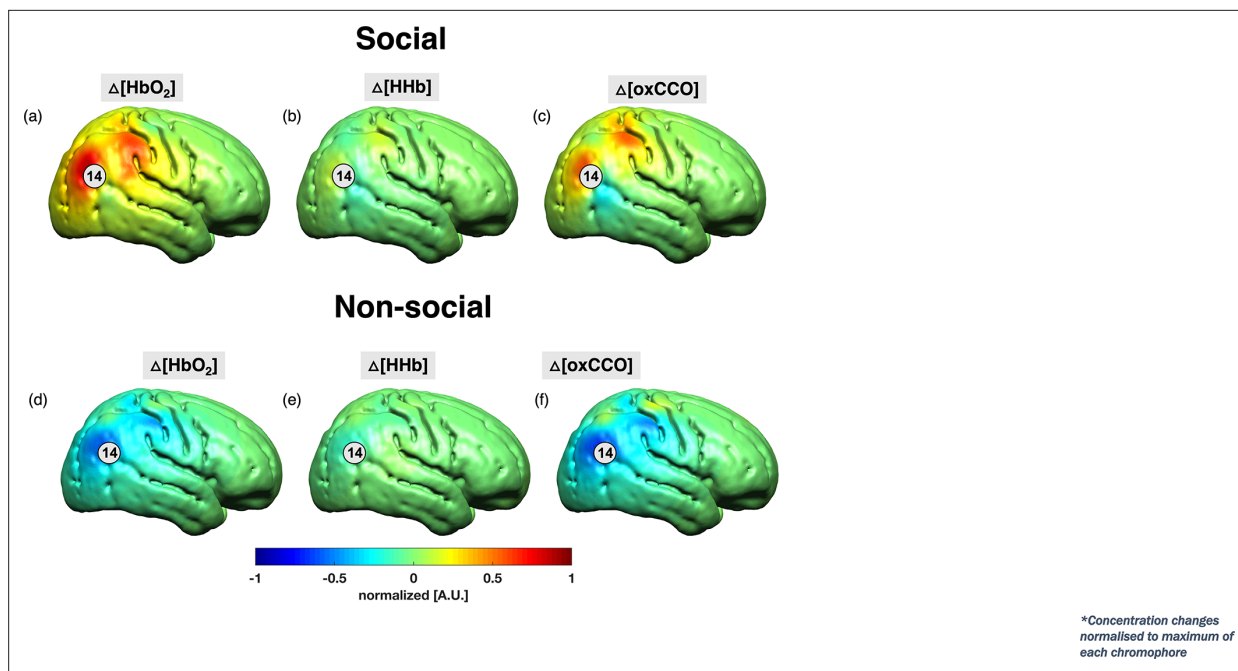 Social
△[HbO₂]
△[HHb]
△[oxCCO]
(a)
(b)
(c)
14
14
14
Non-social
△[HbO₂]
△[HHb]
△[oxCCO]
(d)
(e)
(f)
14
14
14
-1
-0.5
0
0.5
1
normalized [A.U.]
*Concentration changes
normalised to maximum of
each chromophore